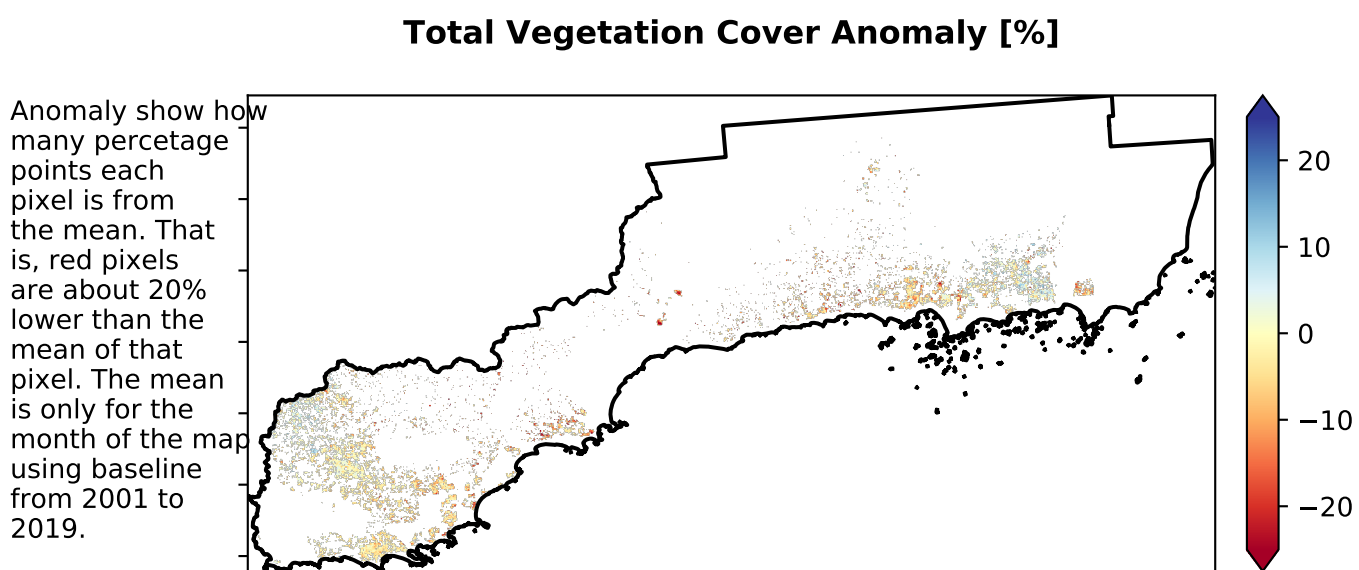 Total Vegetation Cover Anomaly [%]
Anomaly show how
many percetage
points each
pixel is from
the mean. That
is, red pixels
are about 20%
lower than the
mean of that
pixel. The mean
is only for the
month of the map
using baseline
from 2001 to
2019.
20
10
0
−10
−20